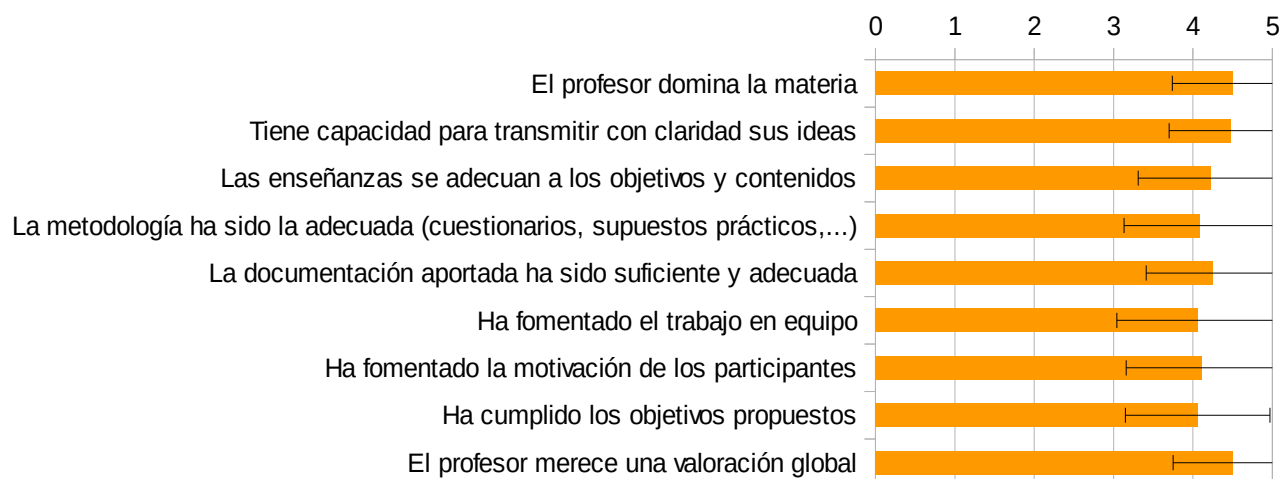 0 1 2 3 4 5
El profesor domina la materia
Tiene capacidad para transmitir con claridad sus ideas
Las enseñanzas se adecuan a los objetivos y contenidos
La metodología ha sido la adecuada (cuestionarios, supuestos prácticos,...)
La documentación aportada ha sido suficiente y adecuada
Ha fomentado el trabajo en equipo
Ha fomentado la motivación de los participantes
Ha cumplido los objetivos propuestos
El profesor merece una valoración global